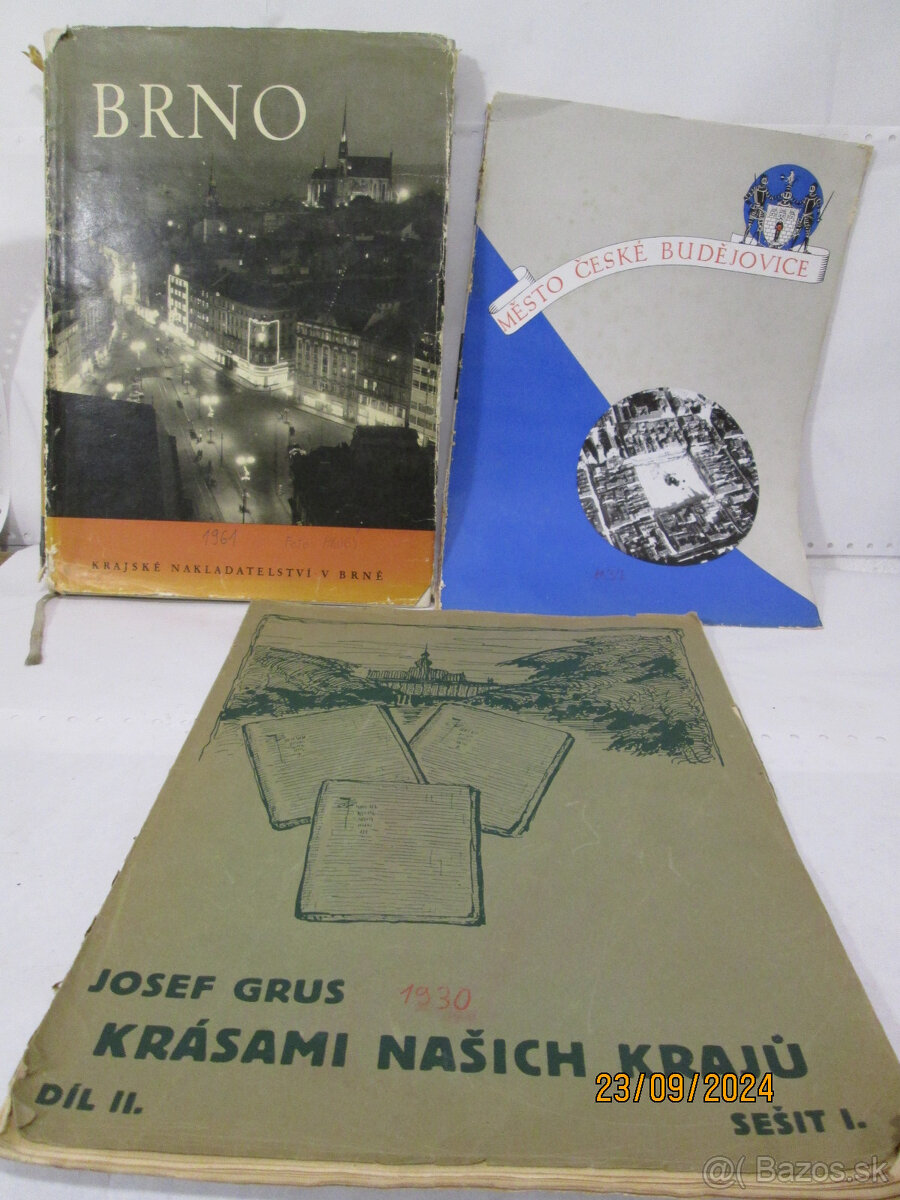 BRNO
1961
KRAJSKÉ NAKLADATELSTVÍ V BRNĚ
MĚSTO ČESKÉ BUDĚJOVICE
JOSEF GRUS
1930
KRÁSAMI NAŠICH KRAJŮ
DÍL II.
SEŠIT I.
23/09/2024
@( Bazos.sk